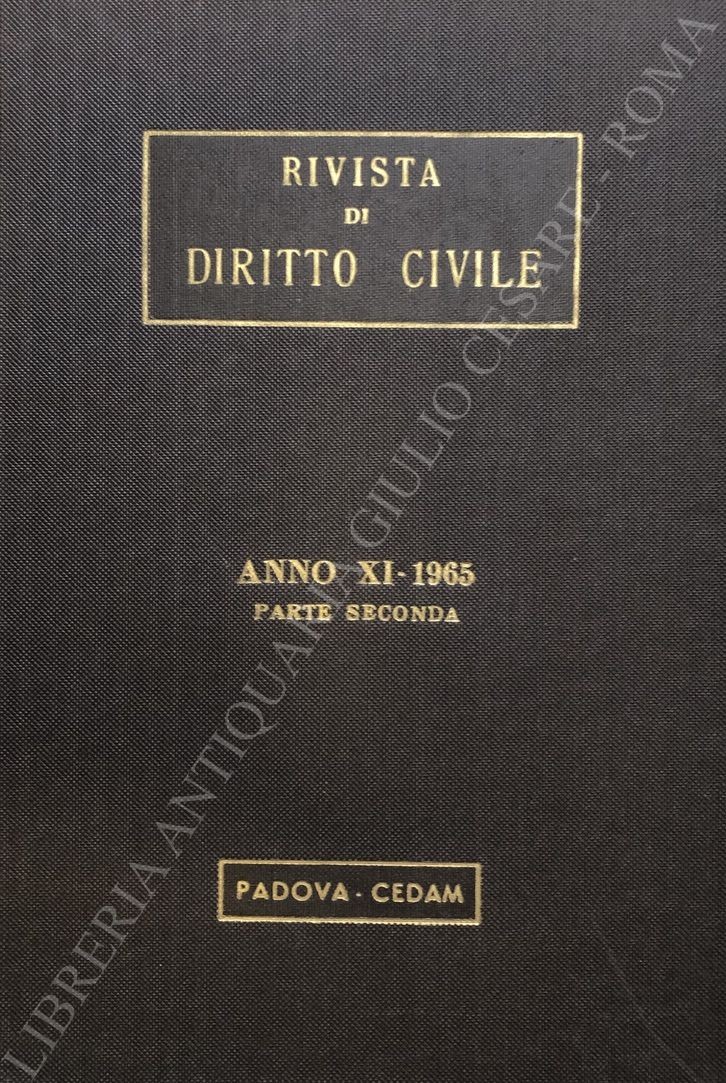 RIVISTA
DI
DIRITTO CIVILE
ANNO XI - 1965
PARTE SECONDA
PADOVA - CEDAM
LIBRERIA ANTIQUARIA GIULIO CESARE - ROMA